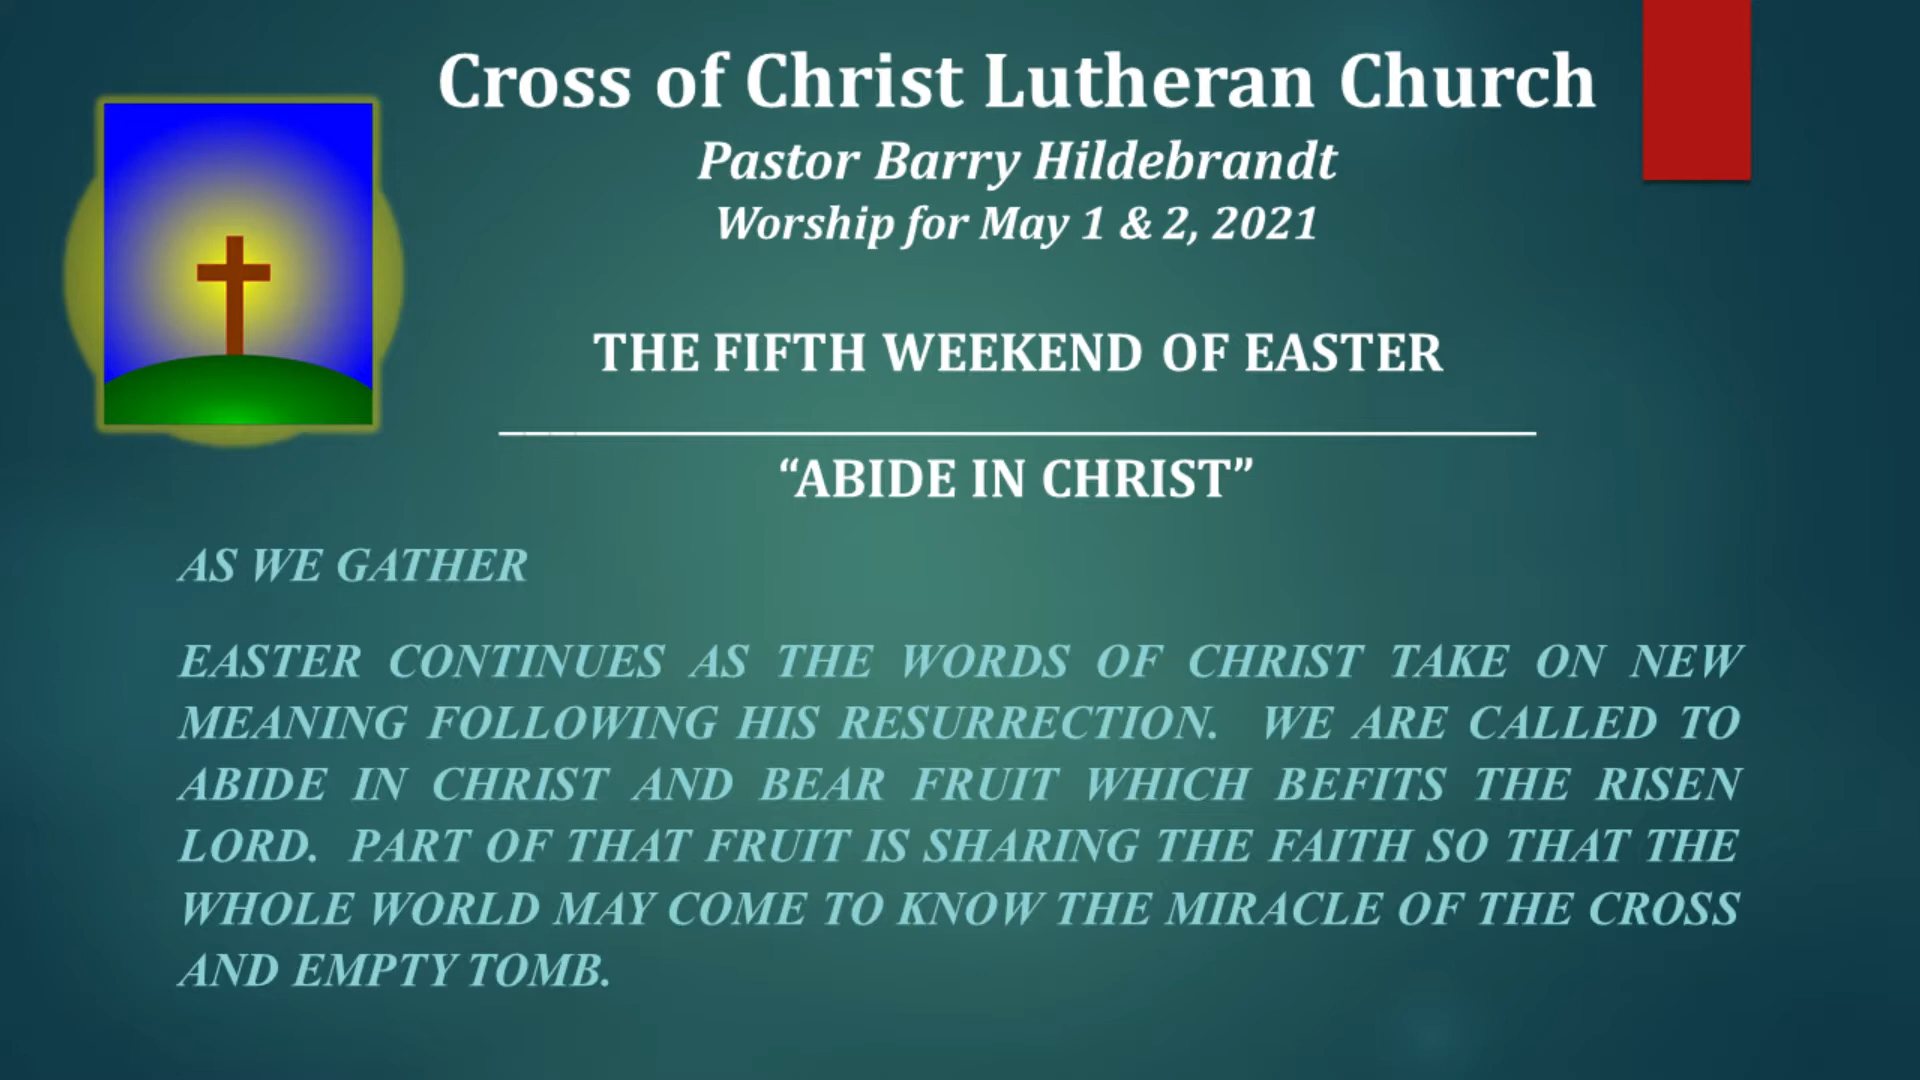 Cross of Christ Lutheran Church
Pastor Barry Hildebrandt
Worship for May 1 & 2, 2021
THE FIFTH WEEKEND OF EASTER
“ABIDE IN CHRIST”
AS WE GATHER
EASTER CONTINUES AS THE WORDS OF CHRIST TAKE ON NEW
MEANING FOLLOWING HIS RESURRECTION.  WE ARE CALLED TO
ABIDE IN CHRIST AND BEAR FRUIT WHICH BEFITS THE RISEN
LORD.  PART OF THAT FRUIT IS SHARING THE FAITH SO THAT THE
WHOLE WORLD MAY COME TO KNOW THE MIRACLE OF THE CROSS
AND EMPTY TOMB.